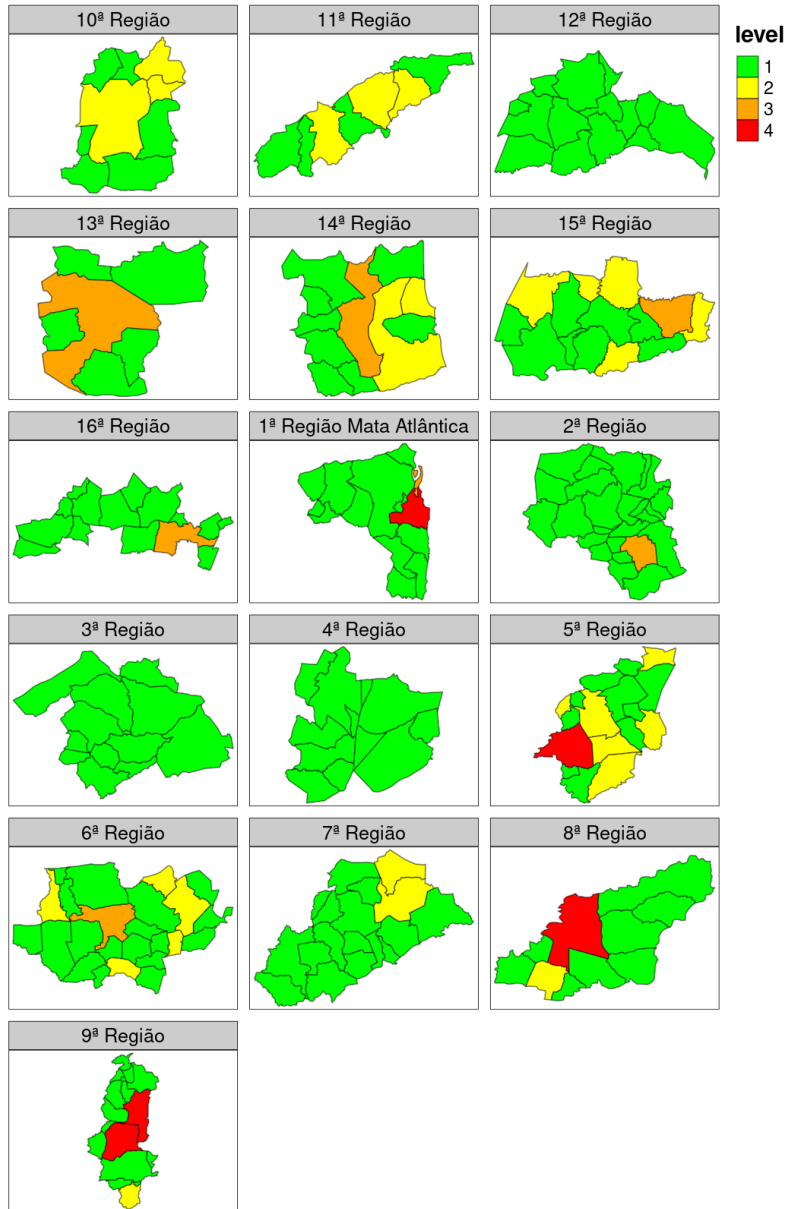 10ª Região
11ª Região
12ª Região
level
1
2
3
4
13ª Região
14ª Região
15ª Região
16ª Região
1ª Região Mata Atlântica
2ª Região
3ª Região
4ª Região
5ª Região
6ª Região
7ª Região
8ª Região
9ª Região